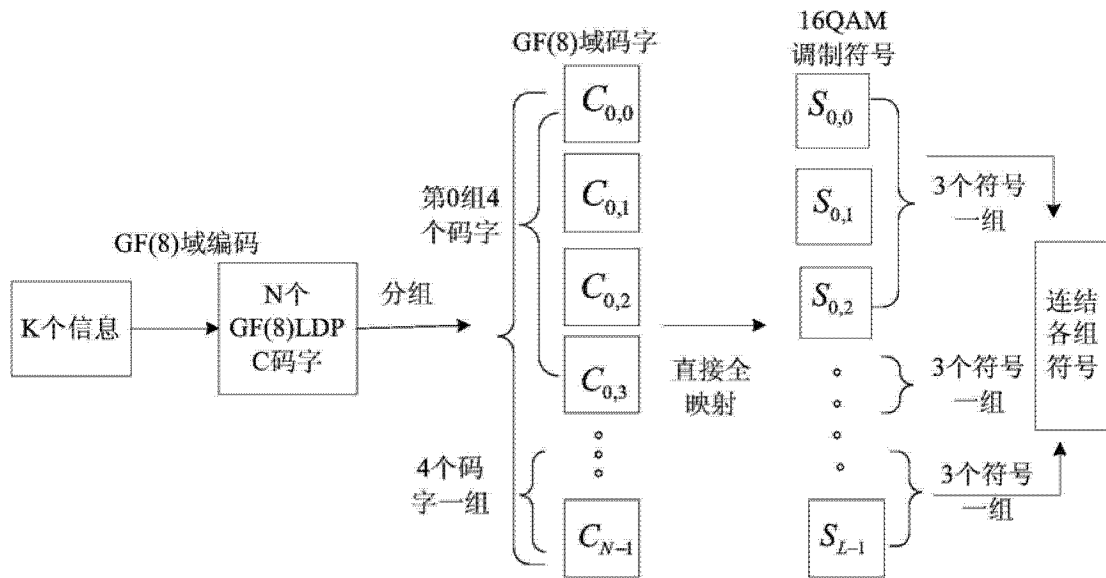 GF(8)域编码
K个信息
N个
GF(8)LDP
C码字
分组
GF(8)域码字
第0组4
个码字
4个码
字一组
C0,0
C0,1
C0,2
C0,3
CN-1
直接全
映射
16QAM
调制符号
S0,0
S0,1
S0,2
SL-1
3个符号
一组
3个符号
一组
3个符号
一组
连结
各组
符号